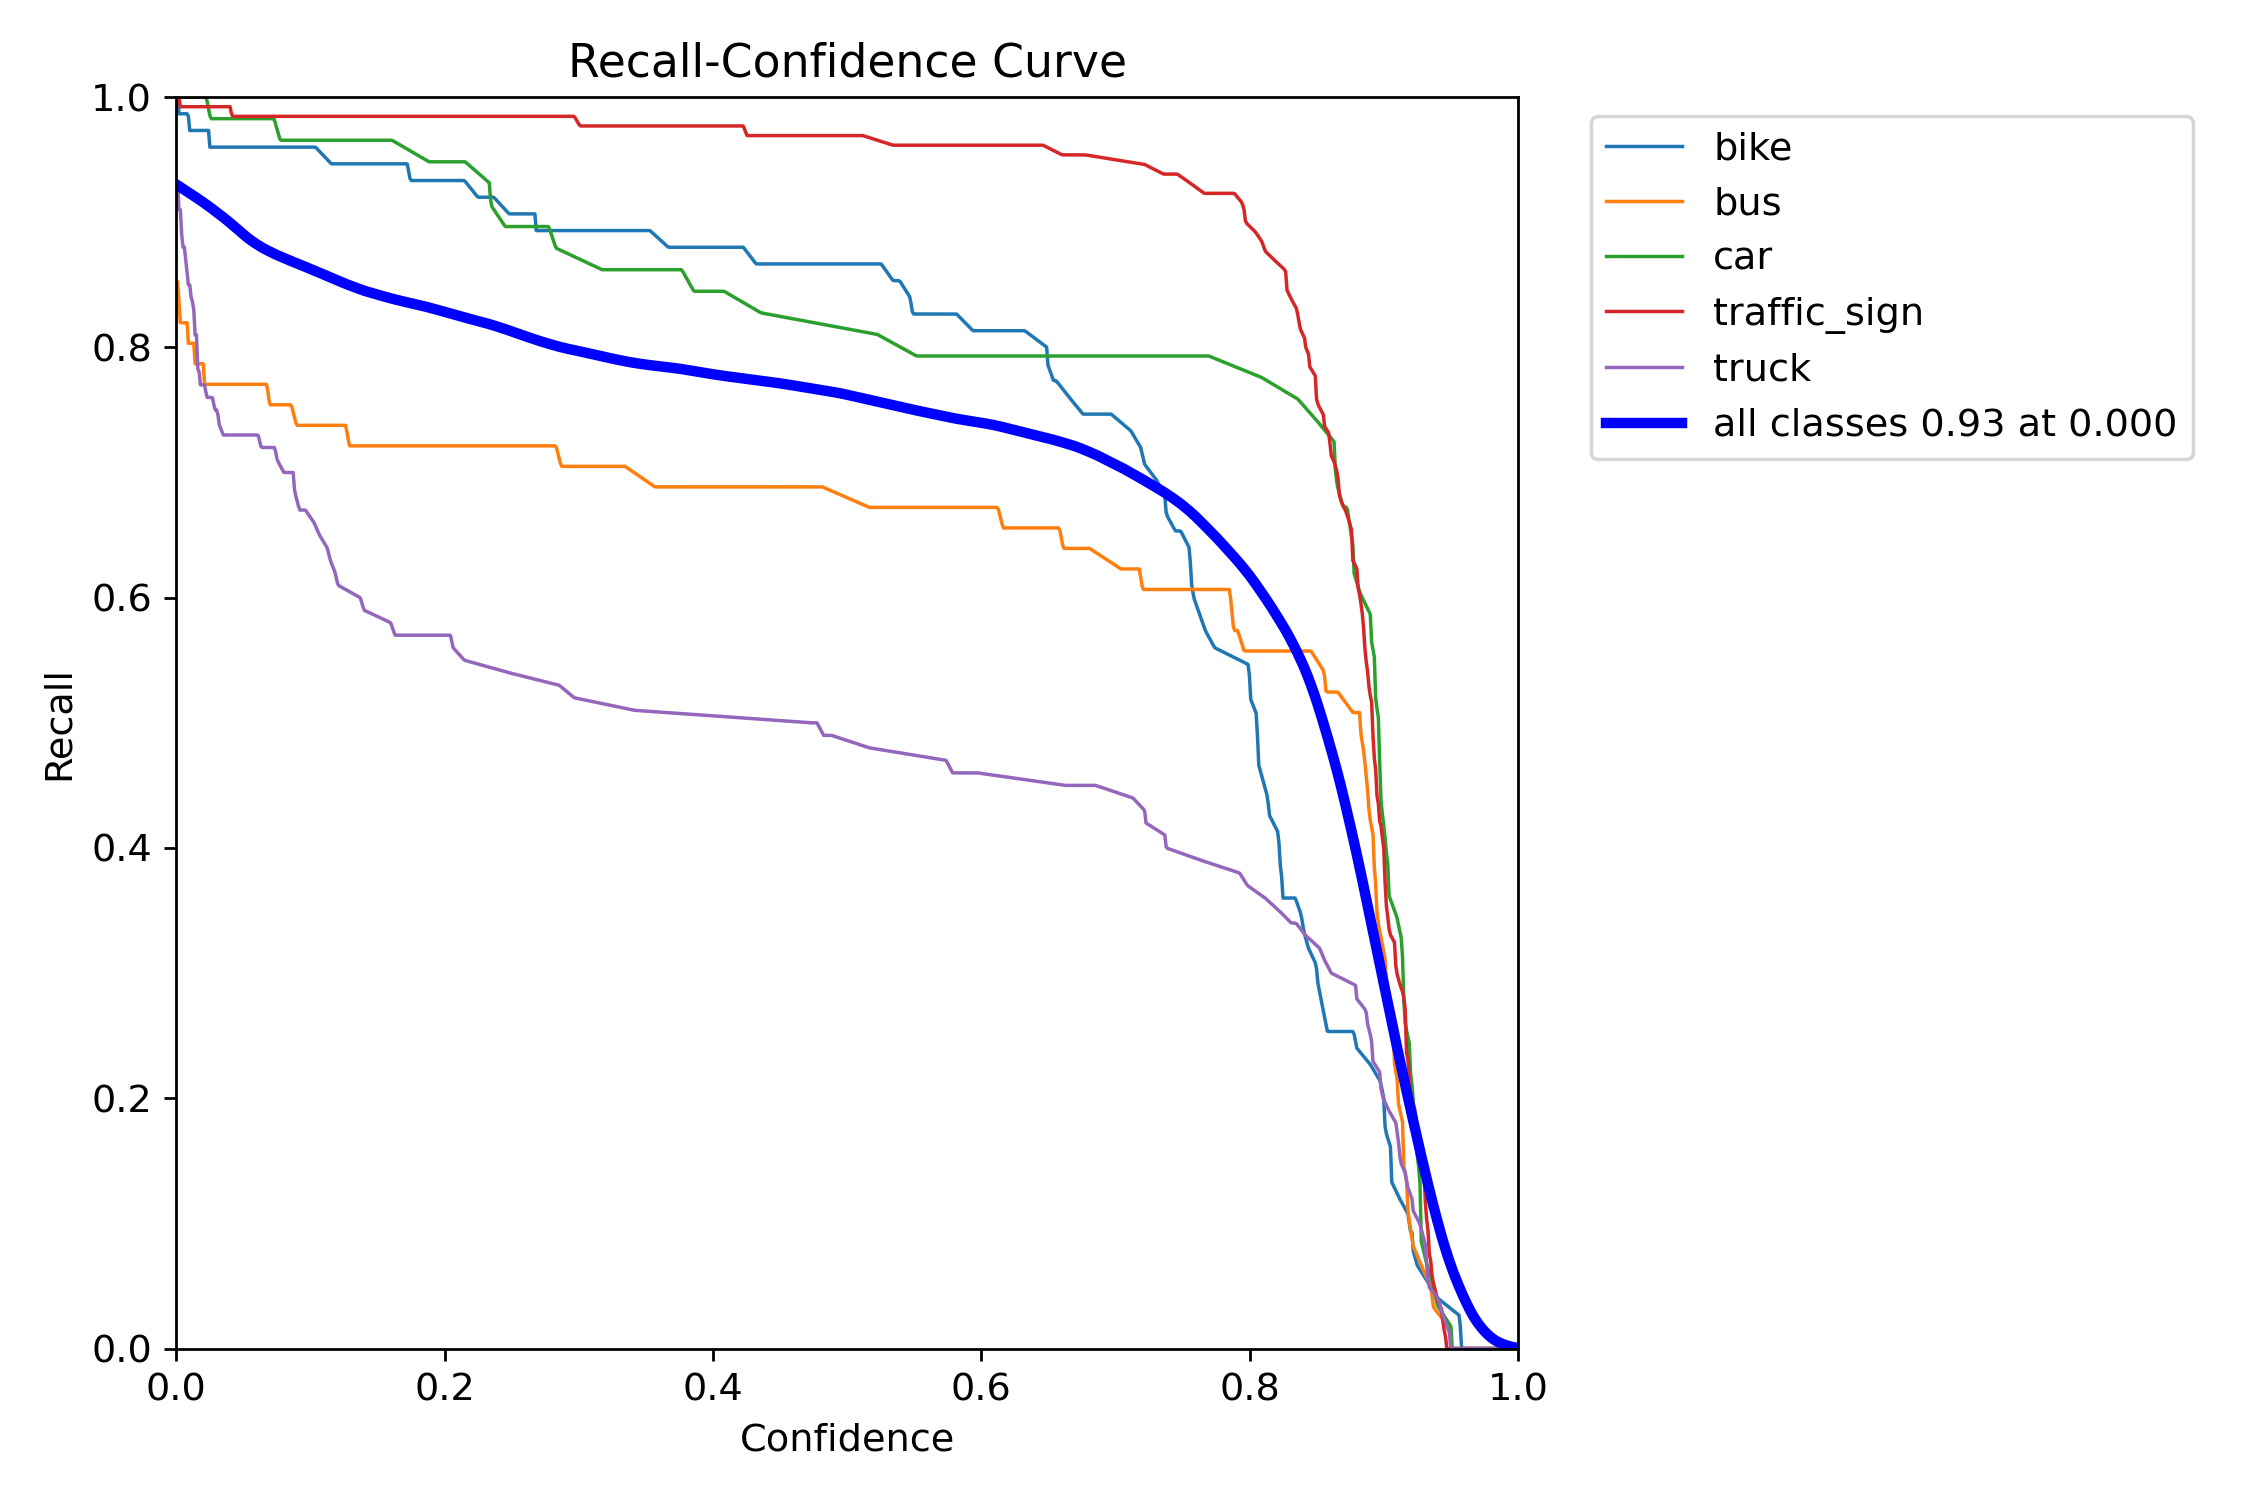 Recall-Confidence Curve
1.0
0.8
0.6
0.4
0.2
0.0
Recall
0.0 0.2 0.4 0.6 0.8 1.0
Confidence
bike
bus
car
traffic_sign
truck
all classes 0.93 at 0.000